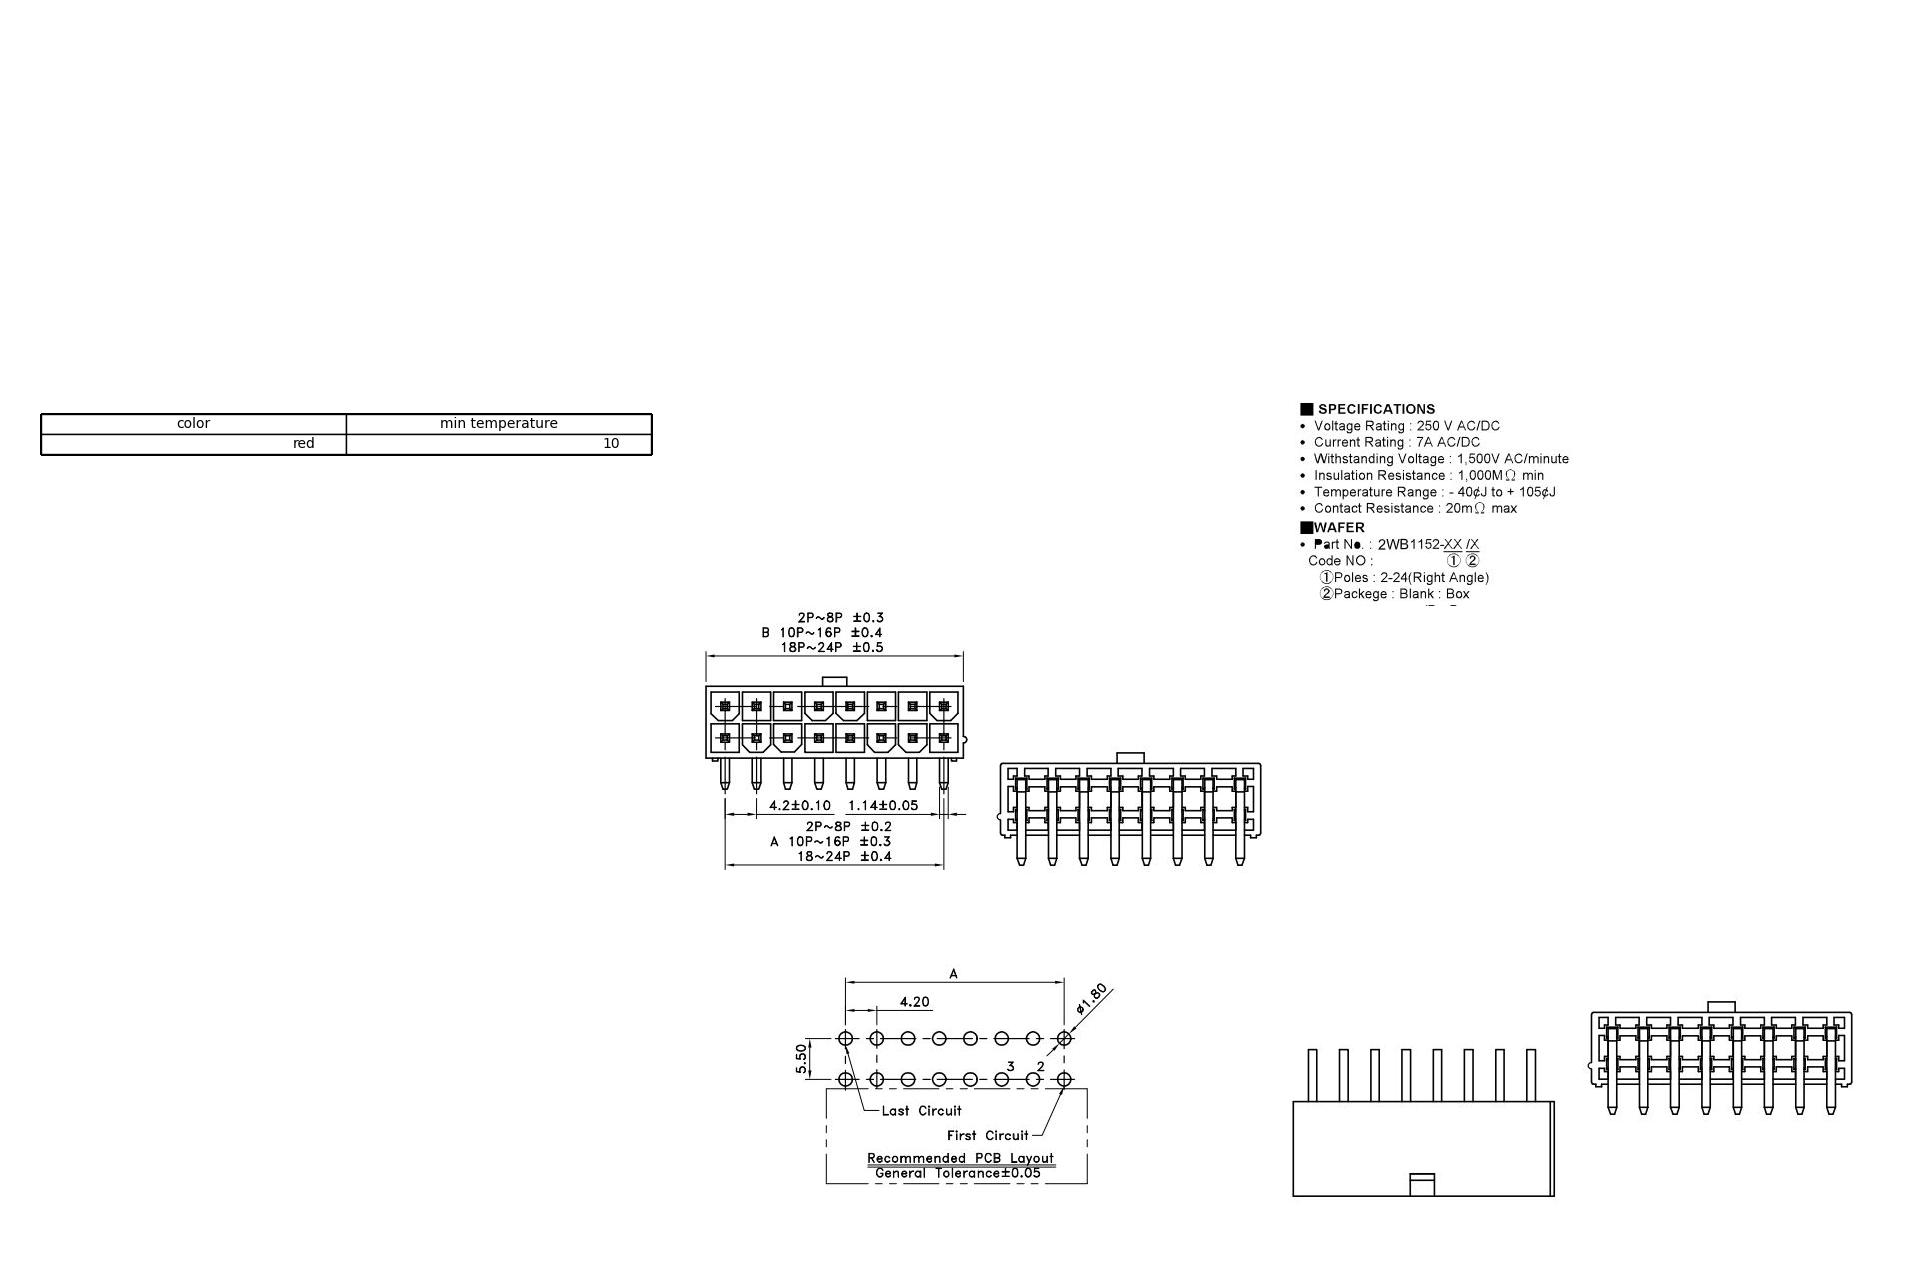 color min temperature
red 10
■ SPECIFICATIONS
• Voltage Rating : 250 V AC/DC
• Current Rating : 7A AC/DC
• Withstanding Voltage : 1,500V AC/minute
• Insulation Resistance : 1,000MΩ min
• Temperature Range : - 40¢J to + 105¢J
• Contact Resistance : 20mΩ max
■WAFER
• Part No. : 2WB1152-XX /X
Code NO : ① ②
①Poles : 2-24(Right Angle)
②Packege : Blank : Box
2P~8P ±0.3
B 10P~16P ±0.4
18P~24P ±0.5
4.2±0.10 1.14±0.05
2P~8P ±0.2
A 10P~16P ±0.3
18~24P ±0.4
A
4.20
ø1.80
5.50
3 2
Last Circuit
First Circuit
Recommended PCB Layout
General Tolerance±0.05